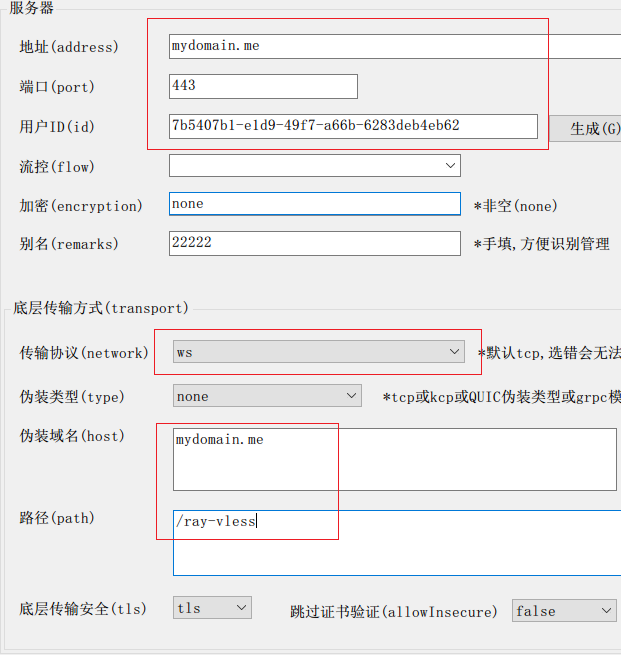 服务器
地址(address) mydomain.me
端口(port) 443
用户ID(id) 7b5407b1-e1d9-49f7-a66b-6283deb4eb62 生成(G)
流控(flow)
加密(encryption) none *非空(none)
别名(remarks) 22222 *手填,方便识别管理
底层传输方式(transport)
传输协议(network) ws *默认tcp,选错会无法
伪装类型(type) none *tcp或kcp或QUIC伪装类型或grpc模
伪装域名(host) mydomain.me
路径(path) /ray-vless
底层传输安全(tls) tls 跳过证书验证(allowInsecure) false